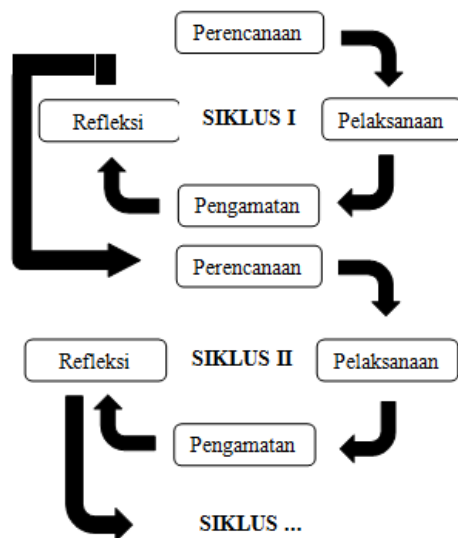 Perencanaan
Refleksi
SIKLUS I
Pelaksanaan
Pengamatan
Perencanaan
Refleksi
SIKLUS II
Pelaksanaan
Pengamatan
SIKLUS ...